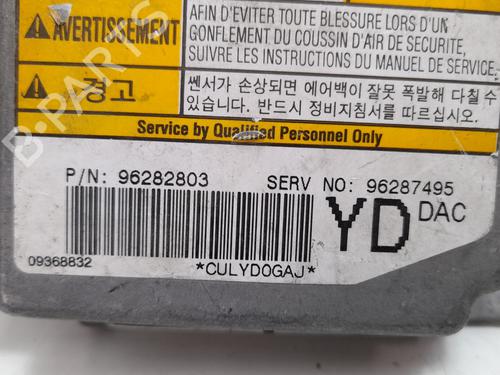 AFIN D'EVITER TOUTE BLESSURE LORS D'UN
AVERTISSEMENT
GONFLEMENT DU COUSSIN D'AIR DE SECURITE,
SUIVRE LES INSTRUCTIONS DU MANUEL DE SERVICE:
경고
쎈서가 손상되면 에어백이 잘못 폭발해 다칠 수
있습니다. 반드시 정비지침서를 따르십시오.
Service by Qualified Personnel Only
P/N: 96282803 SERV NO: 96287495
YD DAC
09368832
*CULYD0GAJ*
B-PARTS